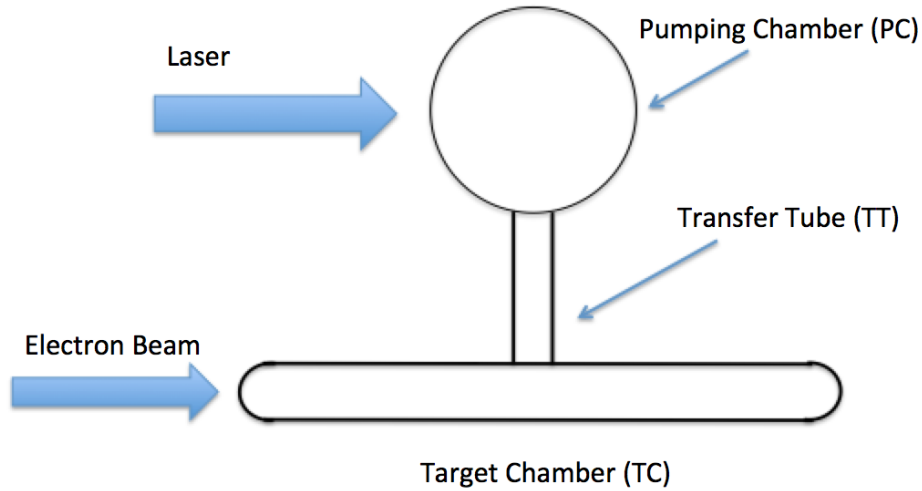 Pumping Chamber (PC)
Laser
Transfer Tube (TT)
Electron Beam
Target Chamber (TC)